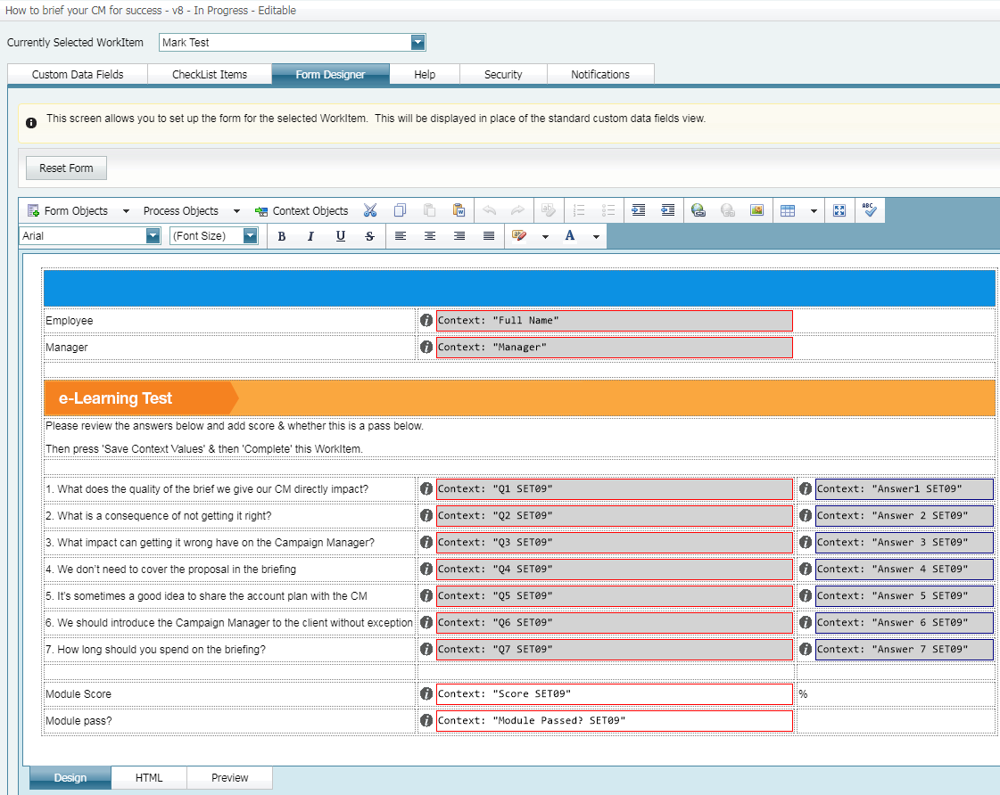 How to brief your CM for success - v8 - In Progress - Editable
Currently Selected WorkItem Mark Test
Custom Data Fields CheckList Items Form Designer Help Security Notifications
This screen allows you to set up the form for the selected WorkItem. This will be displayed in place of the standard custom data fields view.
Reset Form
Form Objects Process Objects Context Objects
Arial (Font Size) B I U S A
Employee Context: "Full Name"
Manager Context: "Manager"
e-Learning Test
Please review the answers below and add score & whether this is a pass below.
Then press 'Save Context Values' & then 'Complete' this WorkItem.
1. What does the quality of the brief we give our CM directly impact? Context: "Q1 SET09" Context: "Answer1 SET09"
2. What is a consequence of not getting it right? Context: "Q2 SET09" Context: "Answer 2 SET09"
3. What impact can getting it wrong have on the Campaign Manager? Context: "Q3 SET09" Context: "Answer 3 SET09"
4. We don't need to cover the proposal in the briefing Context: "Q4 SET09" Context: "Answer 4 SET09"
5. It's sometimes a good idea to share the account plan with the CM Context: "Q5 SET09" Context: "Answer 5 SET09"
6. We should introduce the Campaign Manager to the client without exception Context: "Q6 SET09" Context: "Answer 6 SET09"
7. How long should you spend on the briefing? Context: "Q7 SET09" Context: "Answer 7 SET09"
Module Score Context: "Score SET09" %
Module pass? Context: "Module Passed? SET09"
Design HTML Preview